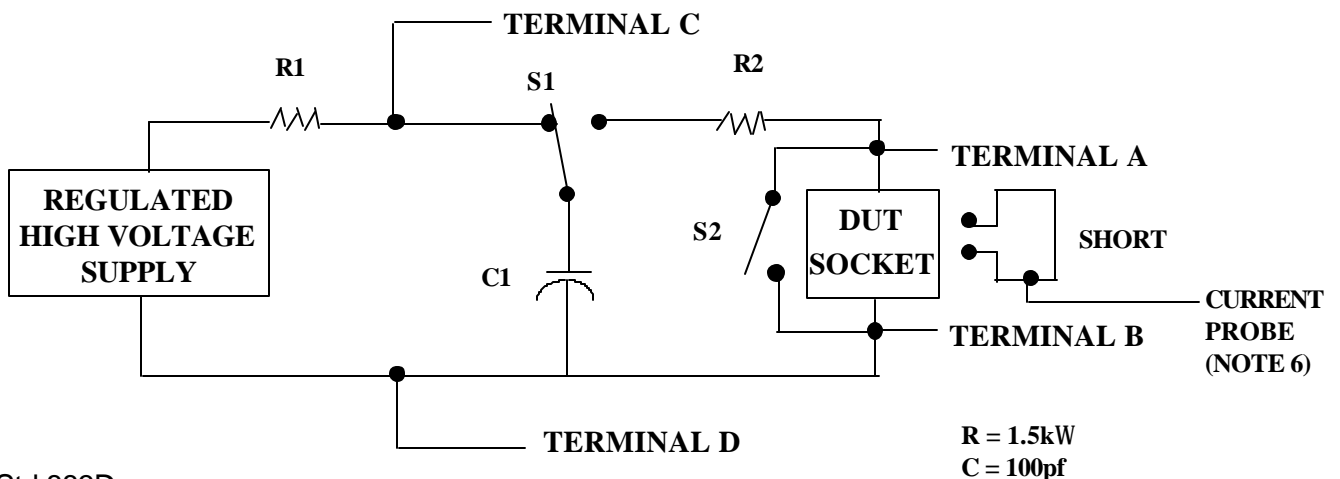 TERMINAL C
R1
S1
R2
TERMINAL A
REGULATED
HIGH VOLTAGE
SUPPLY
S2
DUT
SOCKET
SHORT
C1
CURRENT
PROBE
(NOTE 6)
TERMINAL B
TERMINAL D
R = 1.5kW
C = 100pf